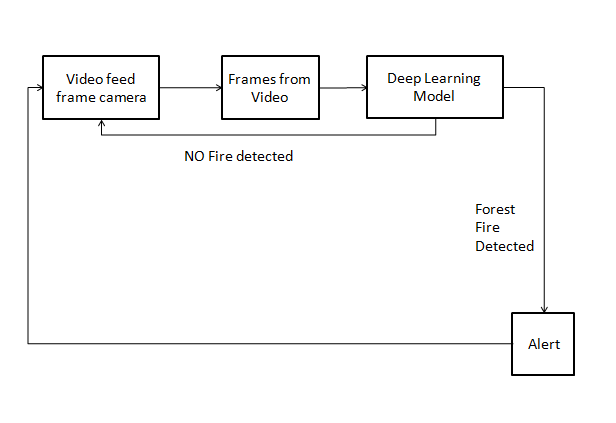 Video feed
frame camera
Frames from
Video
Deep Learning
Model
NO Fire detected
Forest
Fire
Detected
Alert